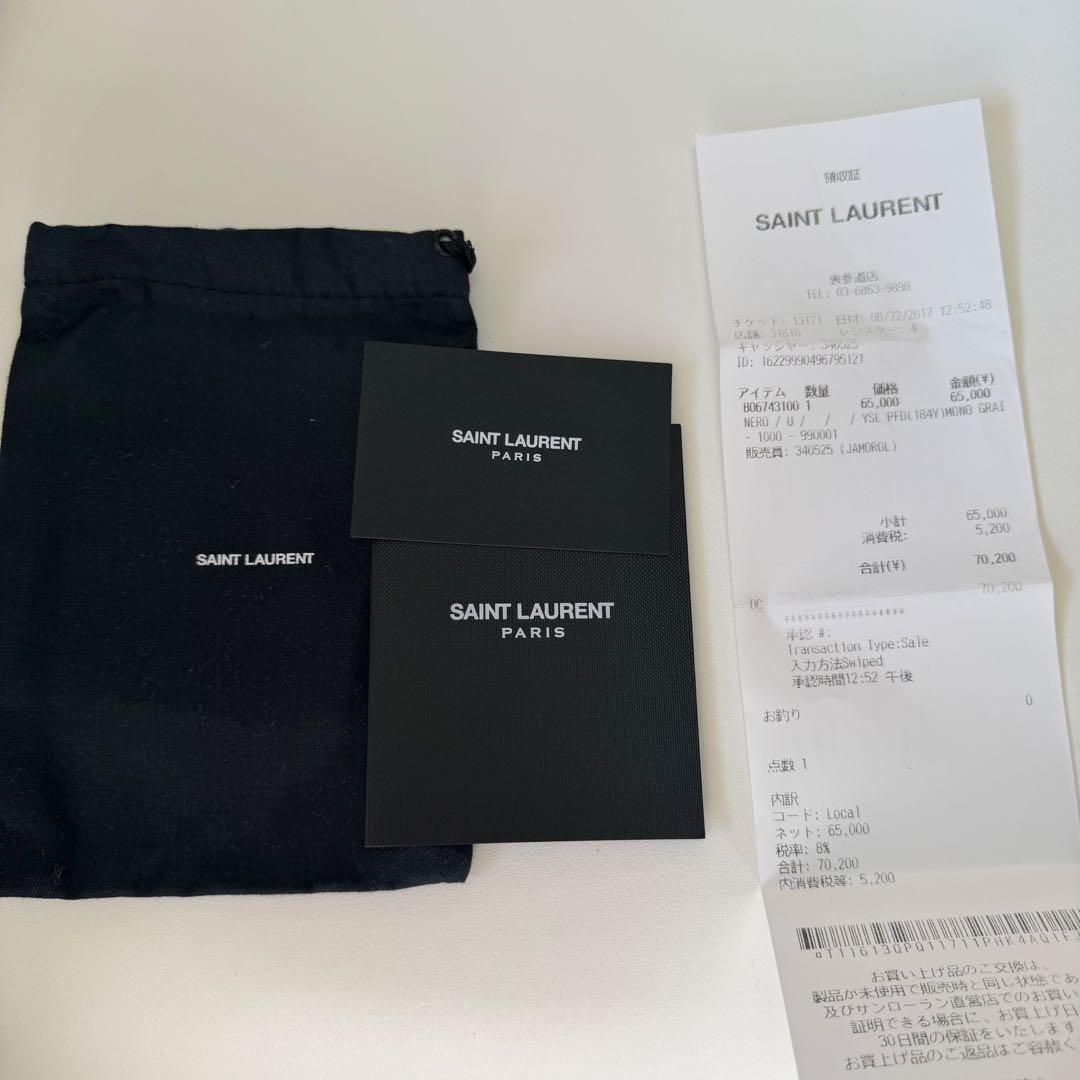 SAINT LAURENT
SAINT LAURENT
PARIS
SAINT LAURENT
PARIS
領収証
SAINT LAURENT
表参道店
TEL: 03-6863-9898
チケット: 13171 日付: 08/22/2017 12:52:48
店舗: 31610 レジスター: 4
キャッシャー: 340525
ID: 16229990496795121
アイテム 数量 価格 金額(¥)
806743100 1 65,000 65,000
NERO / U / / / YSL PFD(184Y)MONO GRAI
- 1000 - 990001
販売員: 340525 (JAMOROL)
小計 65,000
消費税: 5,200
合計(¥) 70,200
DC 70,200
******************
承認 #:
Transaction Type:Sale
入力方法Swiped
承認時間12:52 午後
お釣り 0
点数 1
内訳
コード: Local
ネット: 65,000
税率: 8%
合計: 70,200
内消費税等: 5,200
お買い上げ品のご交換は、
製品が未使用で販売時と同じ状態であ
及びサンローラン直営店でのお買い
証明できる場合に、お買上げ日
30日間の保証をいたします
お買上げ品のご返品はご容赦く